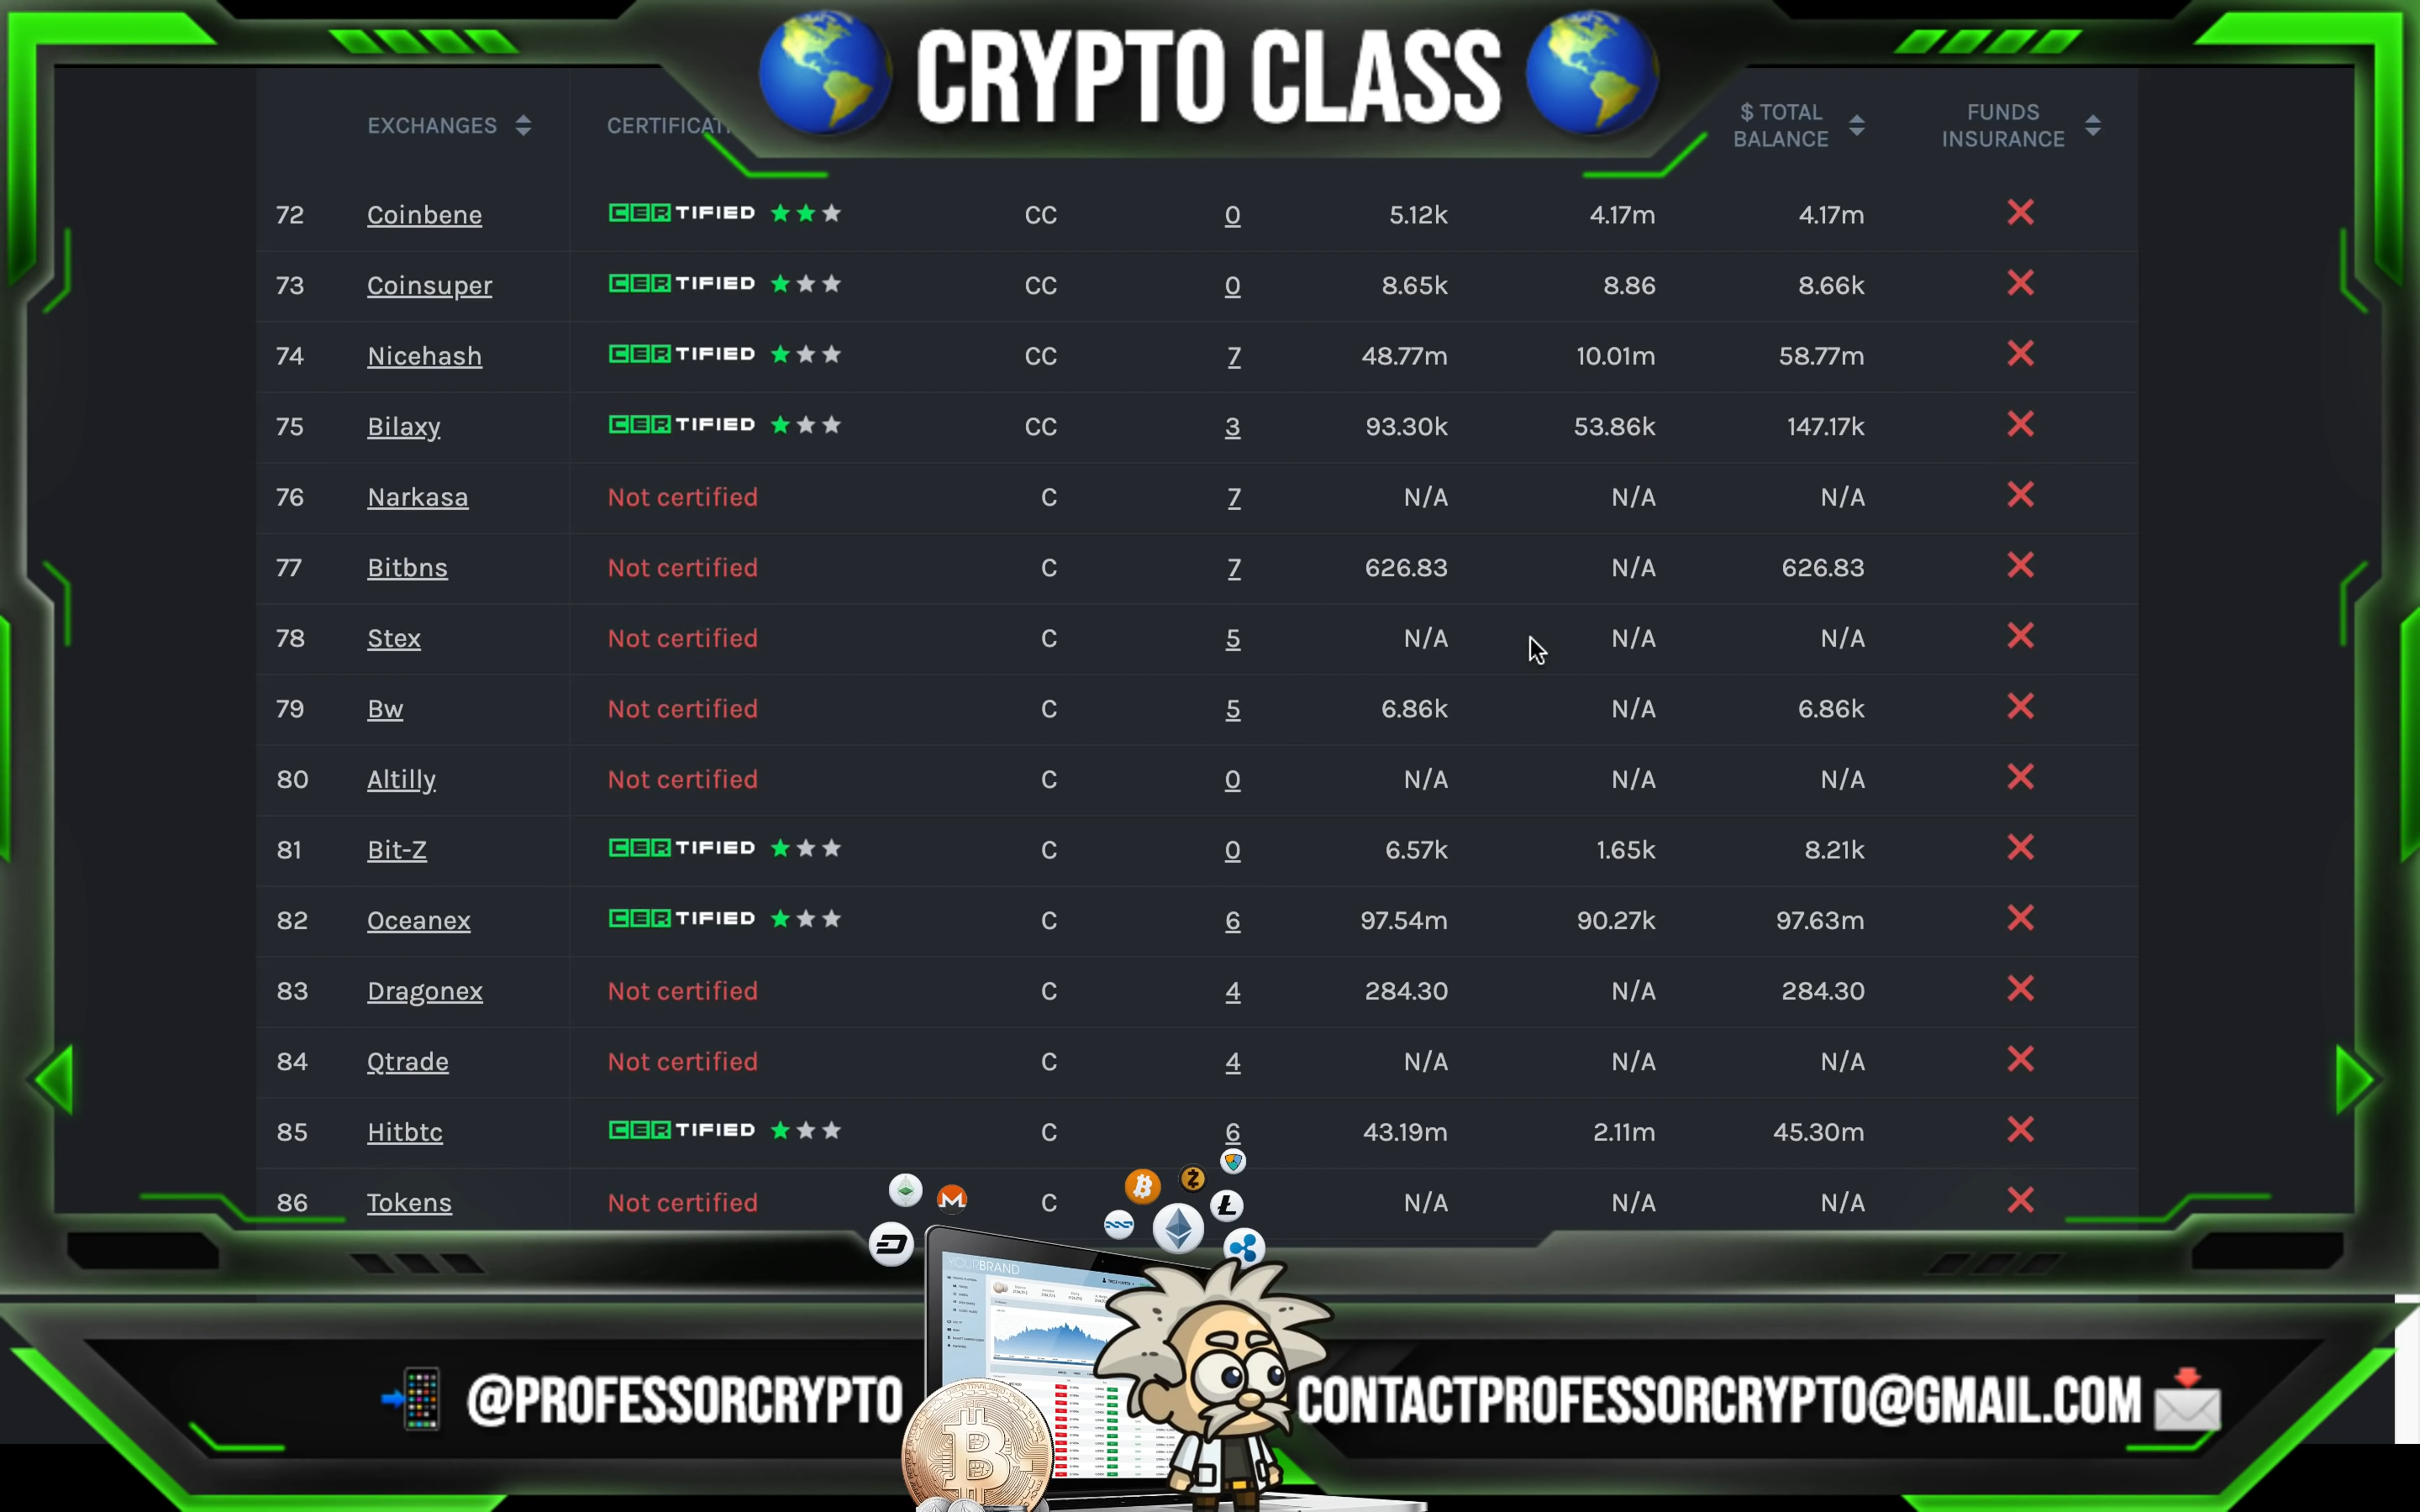 CRYPTO CLASS
EXCHANGES
$ TOTAL BALANCE
FUNDS INSURANCE
72 Coinbene CERTIFIED CC 0 5.12k 4.17m 4.17m
73 Coinsuper CERTIFIED CC 0 8.65k 8.86 8.66k
74 Nicehash CERTIFIED CC 7 48.77m 10.01m 58.77m
75 Bilaxy CERTIFIED CC 3 93.30k 53.86k 147.17k
76 Narkasa Not certified C 7 N/A N/A N/A
77 Bitbns Not certified C 7 626.83 N/A 626.83
78 Stex Not certified C 5 N/A N/A N/A
79 Bw Not certified C 5 6.86k N/A 6.86k
80 Altilly Not certified C 0 N/A N/A N/A
81 Bit-Z CERTIFIED C 0 6.57k 1.65k 8.21k
82 Oceanex CERTIFIED C 6 97.54m 90.27k 97.63m
83 Dragonex Not certified C 4 284.30 N/A 284.30
84 Qtrade Not certified C 4 N/A N/A N/A
85 Hitbtc CERTIFIED C 6 43.19m 2.11m 45.30m
86 Tokens Not certified C N/A N/A N/A
YOURBRAND
@PROFESSORCRYPTO
CONTACTPROFESSORCRYPTO@GMAIL.COM